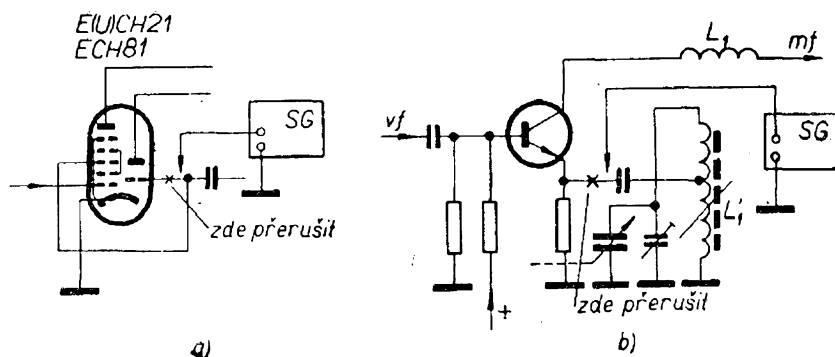 E(U)CH21
ECH81
SG
zde přerušit
a)
L₁
mf
vf
SG
L₁'
zde přerušit
+
b)